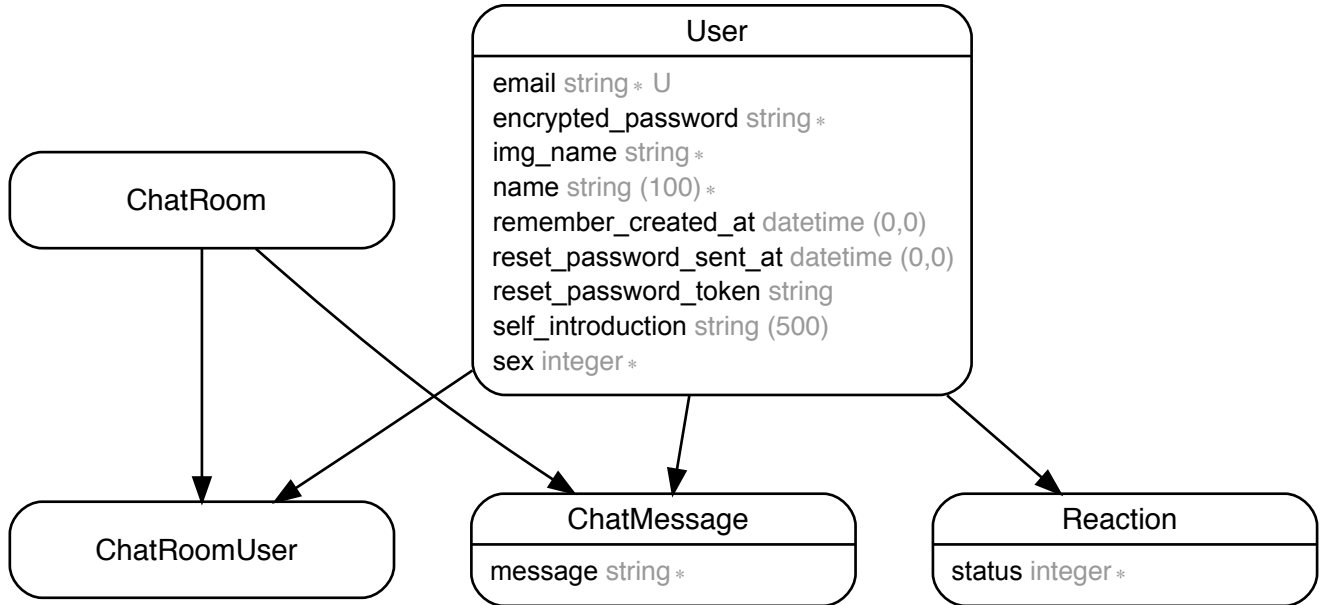 User
email string * U
encrypted_password string *
img_name string *
name string (100) *
remember_created_at datetime (0,0)
reset_password_sent_at datetime (0,0)
reset_password_token string
self_introduction string (500)
sex integer *
ChatRoom
ChatRoomUser
ChatMessage
message string *
Reaction
status integer *